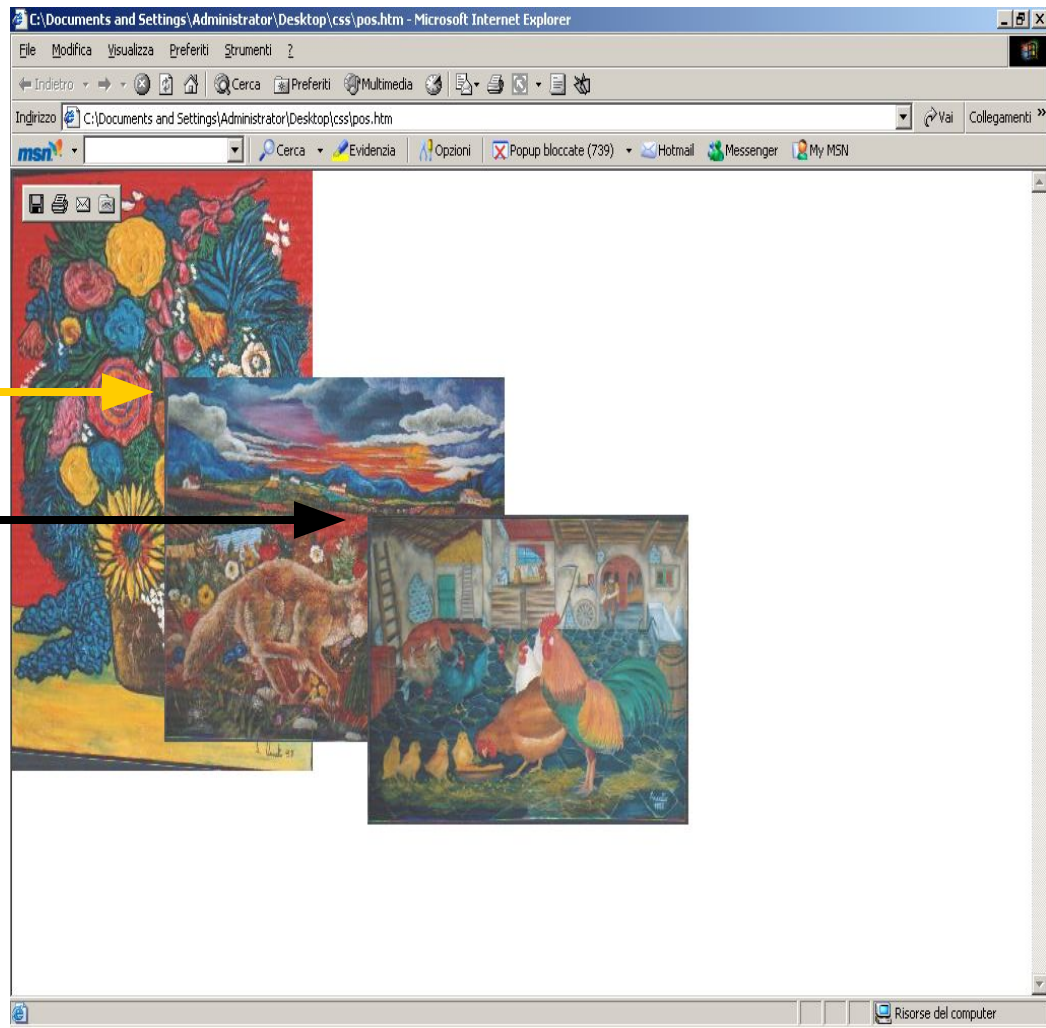 C:\Documents and Settings\Administrator\Desktop\css\pos.htm - Microsoft Internet Explorer
File Modifica Visualizza Preferiti Strumenti ?
Indietro Cerca Preferiti Multimedia
Indirizzo C:\Documents and Settings\Administrator\Desktop\css\pos.htm Vai Collegamenti »
msn Cerca Evidenzia Opzioni Popup bloccate (739) Hotmail Messenger My MSN
Risorse del computer